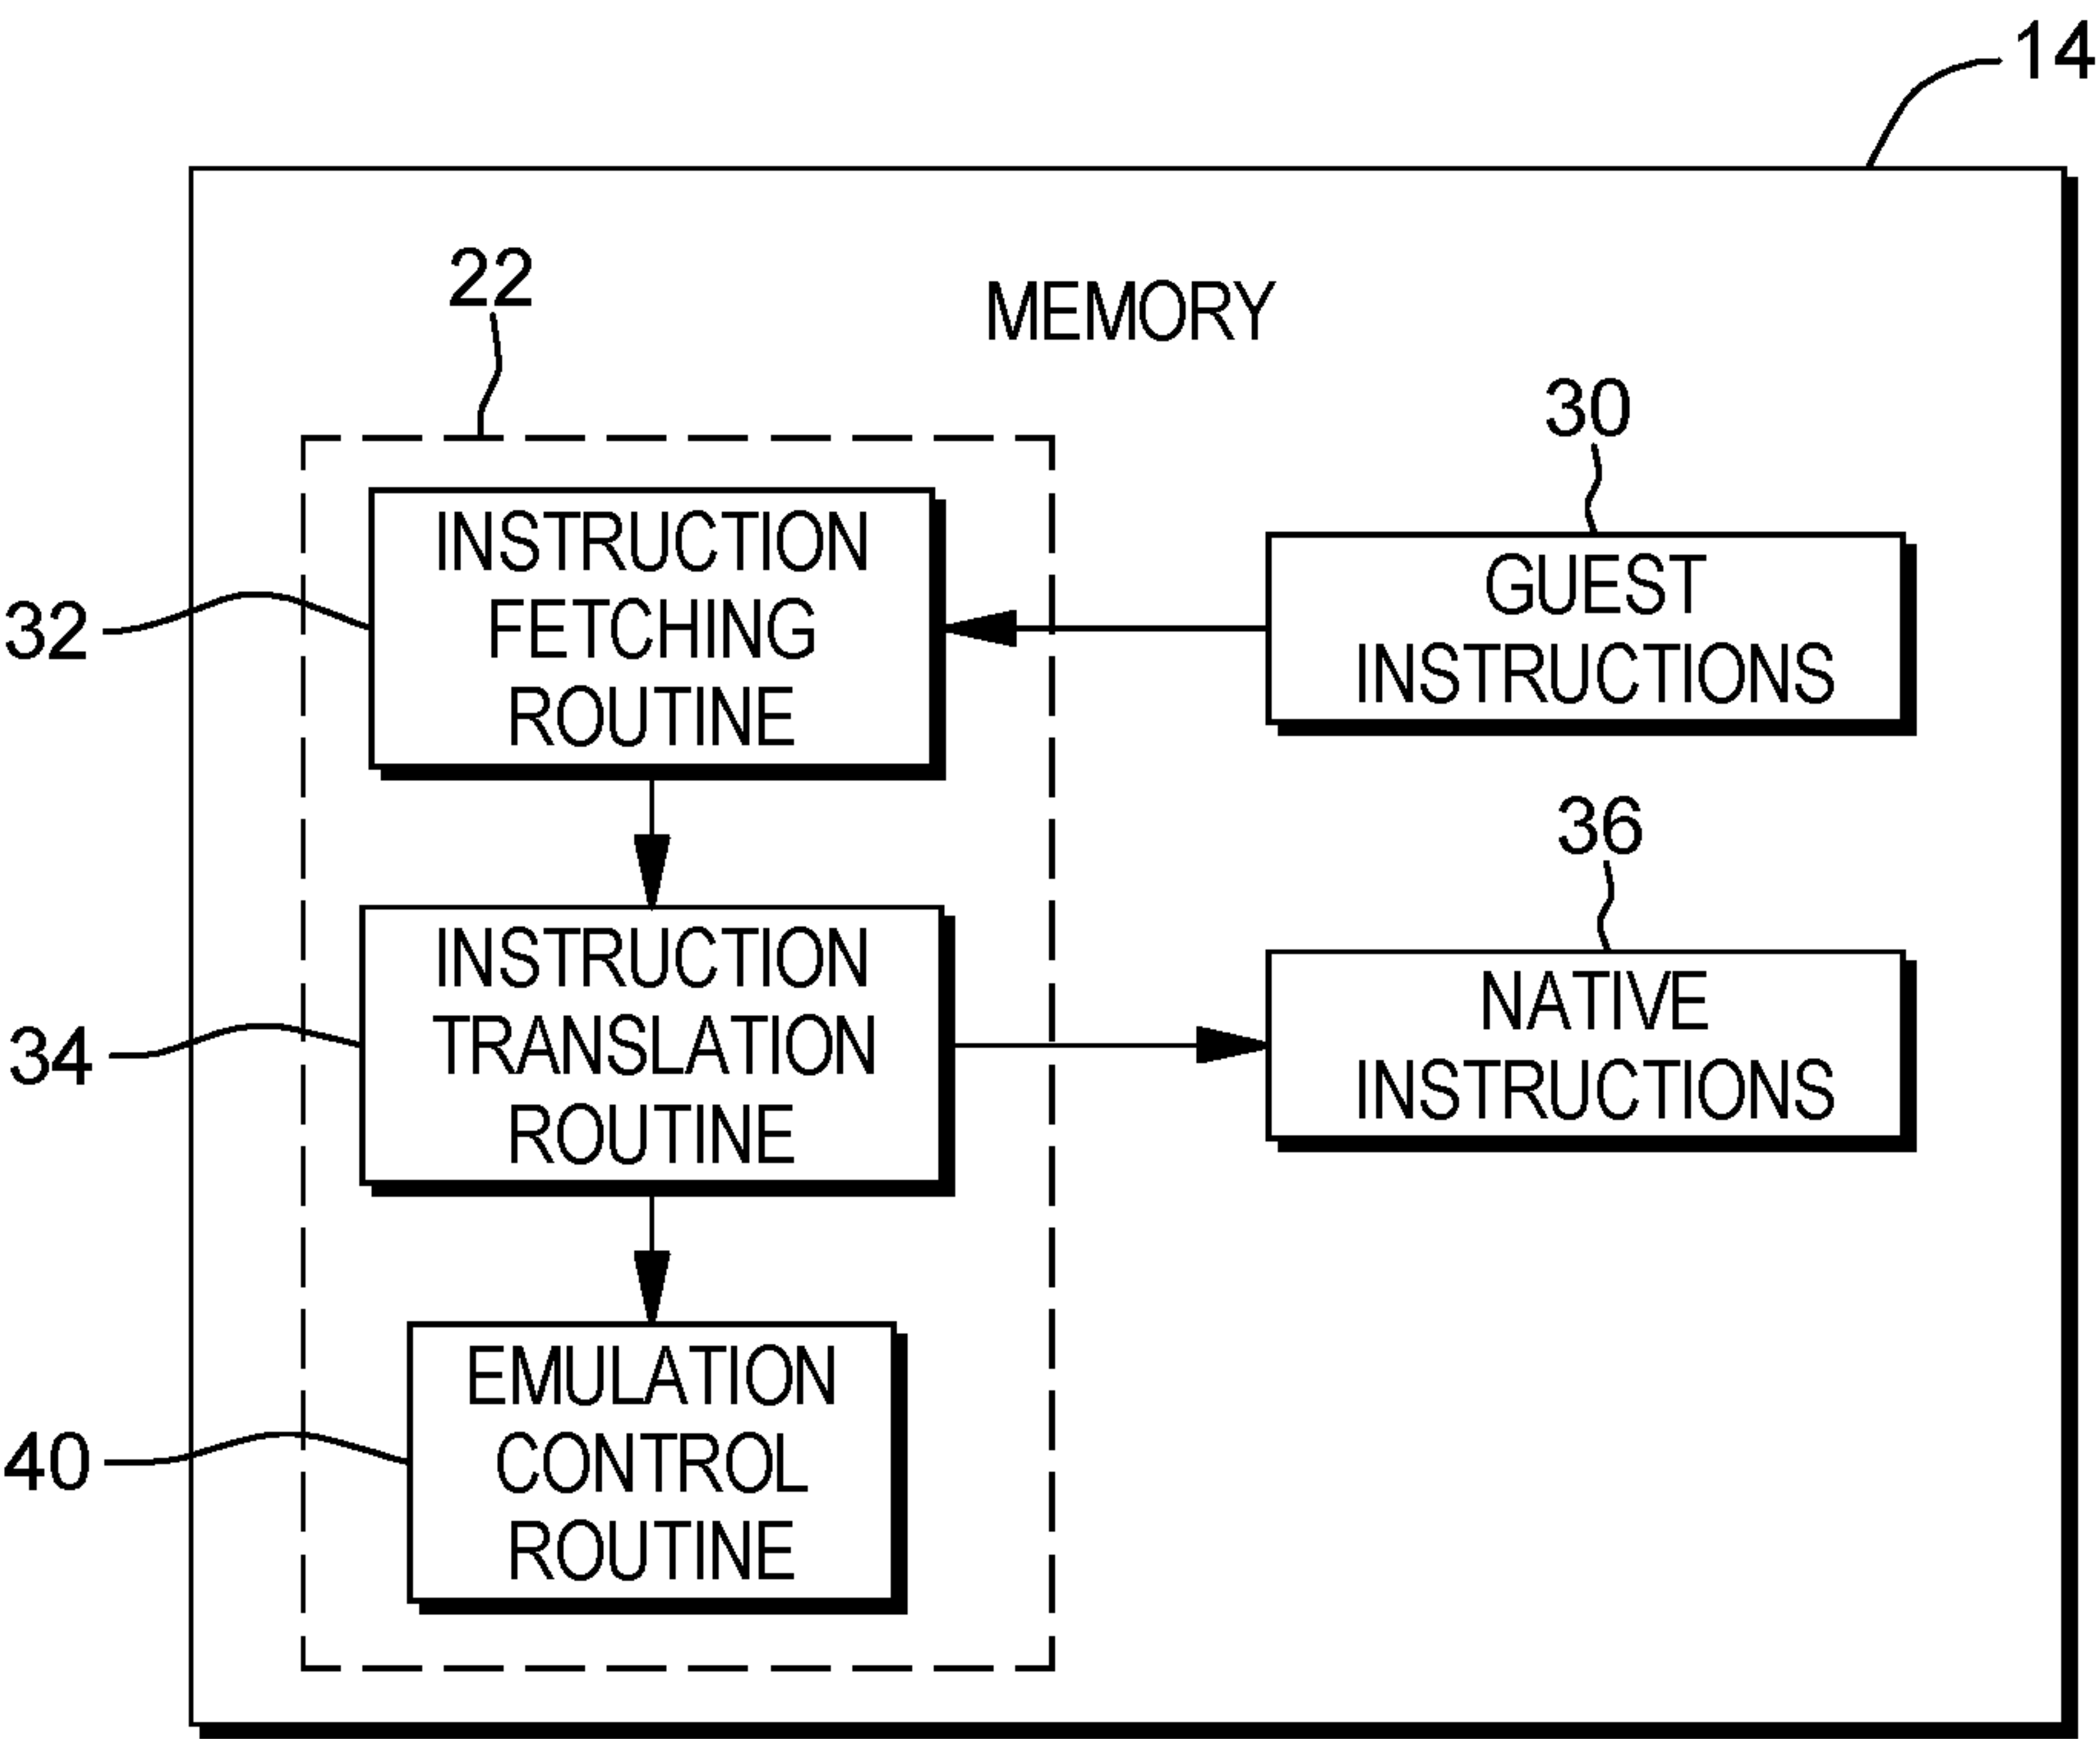 14
22
MEMORY
30
INSTRUCTION
FETCHING
ROUTINE
GUEST
INSTRUCTIONS
32
36
INSTRUCTION
TRANSLATION
ROUTINE
NATIVE
INSTRUCTIONS
34
EMULATION
CONTROL
ROUTINE
40